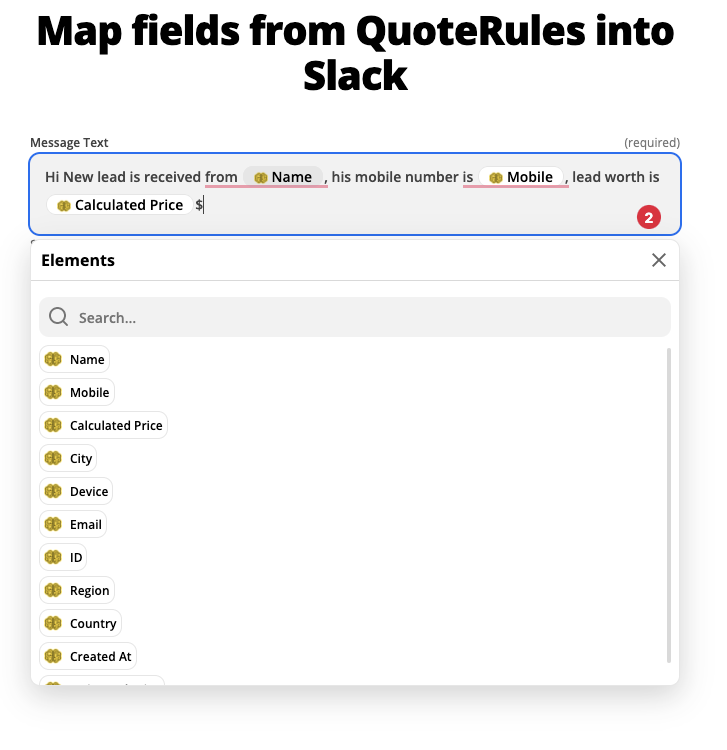 Map fields from QuoteRules into
Slack
Message Text (required)
Hi New lead is received from Name , his mobile number is Mobile , lead worth is
Calculated Price $
2
Elements
Search...
Name
Mobile
Calculated Price
City
Device
Email
ID
Region
Country
Created At